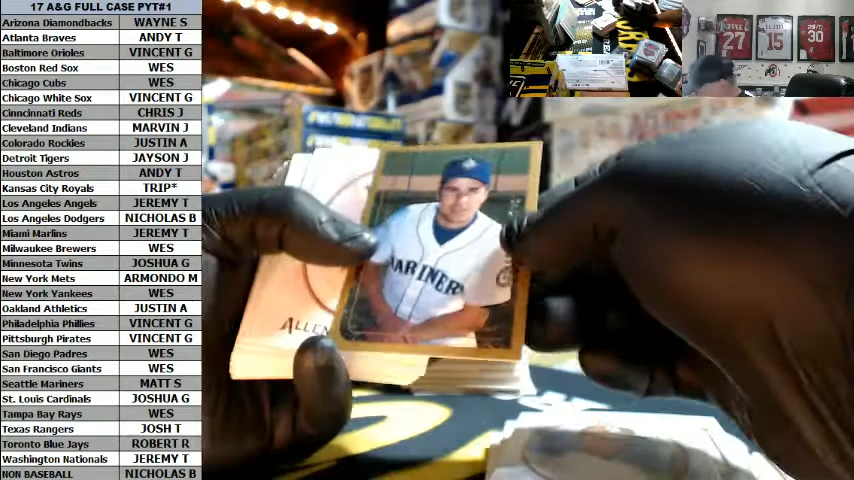 17 A&G FULL CASE PYT#1
Arizona Diamondbacks WAYNE S
Atlanta Braves ANDY T
Baltimore Orioles VINCENT G
Boston Red Sox WES
Chicago Cubs WES
Chicago White Sox VINCENT G
Cinncinati Reds CHRIS J
Cleveland Indians MARVIN J
Colorado Rockies JUSTIN A
Detroit Tigers JAYSON J
Houstin Astros ANDY T
Kansas City Royals TRIP*
Los Angeles Angels JEREMY T
Los Angeles Dodgers NICHOLAS B
Miami Marlins JEREMY T
Milwaukee Brewers WES
Minnesota Twins JOSHUA G
New York Mets ARMONDO M
New York Yankees WES
Oakland Athletics JUSTIN A
Philadelphia Phillies VINCENT G
Pittsburgh Pirates VINCENT G
San Diego Padres WES
San Francisco Giants WES
Seattle Mariners MATT S
St. Louis Cardinals JOSHUA G
Tampa Bay Rays WES
Texas Rangers JOSH T
Toronto Blue Jays ROBERT R
Washington Nationals JEREMY T
NON BASEBALL NICHOLAS B
MARINERS
ALLEN
27
15
30